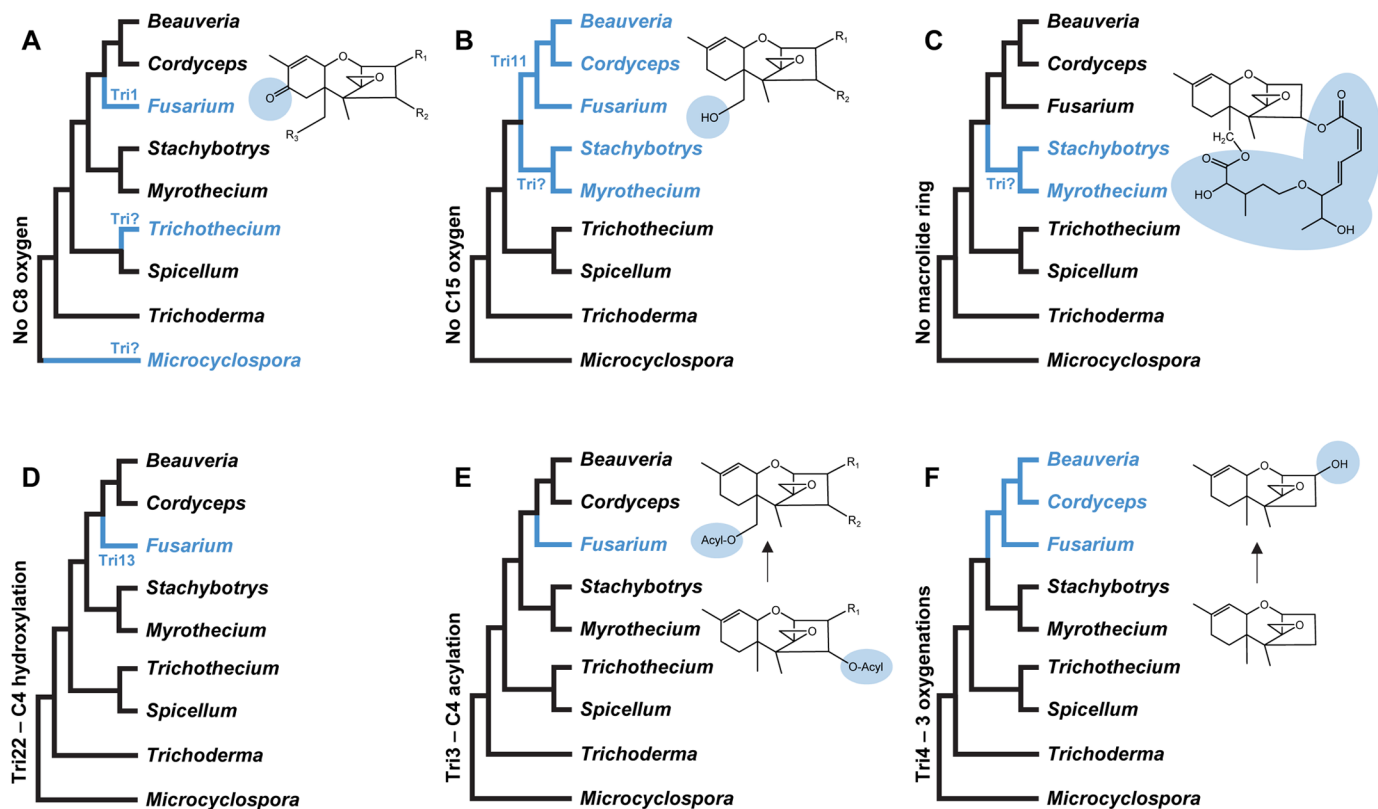 A
No C8 oxygen
Beauveria
Cordyceps
Tri1
Fusarium
Stachybotrys
Myrothecium
Tri?
Trichothecium
Spicellum
Trichoderma
Tri?
Microcyclospora
O
R1
O
O
R2
R3
B
No C15 oxygen
Beauveria
Tri11
Cordyceps
Fusarium
Stachybotrys
Tri?
Myrothecium
Trichothecium
Spicellum
Trichoderma
Microcyclospora
O
R1
O
R2
HO
C
No macrolide ring
Beauveria
Cordyceps
Fusarium
Stachybotrys
Tri?
Myrothecium
Trichothecium
Spicellum
Trichoderma
Microcyclospora
O
O
O
O
H2C
O
O
HO
O
OH
D
Tri22 – C4 hydroxylation
Beauveria
Cordyceps
Fusarium
Tri13
Stachybotrys
Myrothecium
Trichothecium
Spicellum
Trichoderma
Microcyclospora
E
Tri3 – C4 acylation
Beauveria
Cordyceps
Fusarium
Stachybotrys
Myrothecium
Trichothecium
Spicellum
Trichoderma
Microcyclospora
O
R1
O
R2
Acyl-O
O
R1
O
O-Acyl
F
Tri4 – 3 oxygenations
Beauveria
Cordyceps
Fusarium
Stachybotrys
Myrothecium
Trichothecium
Spicellum
Trichoderma
Microcyclospora
OH
O
O
O
O